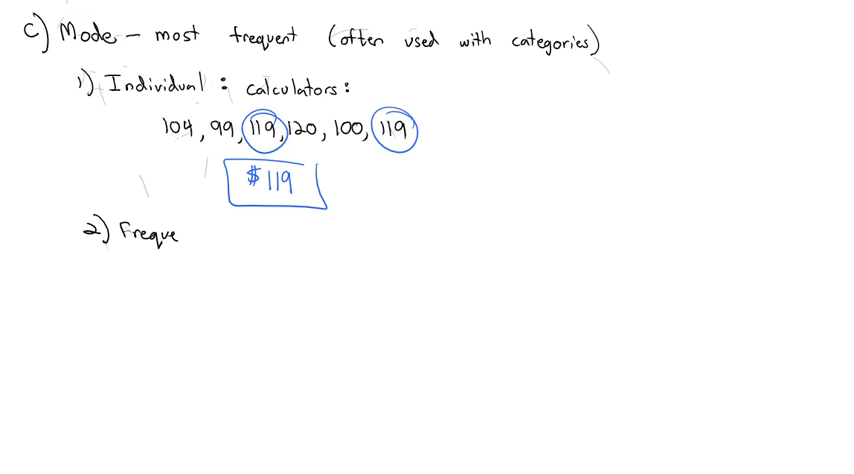 C) Mode - most frequent (often used with categories)
1) Individual : calculators:
104, 99, 119, 120, 100, 119
$119
2) Freque